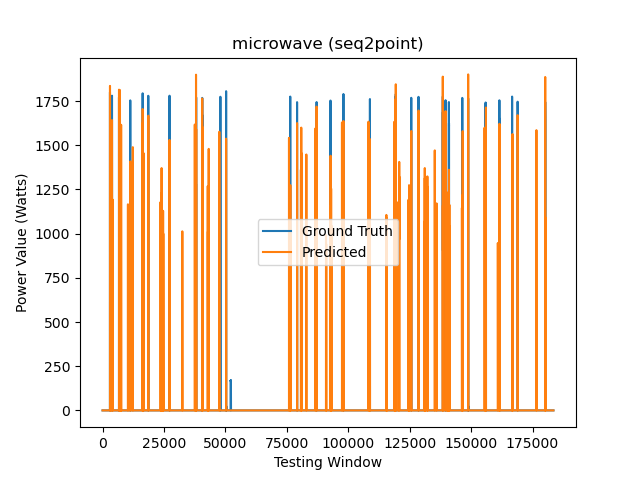 microwave (seq2point)
Power Value (Watts)
1750
1500
1250
1000
750
500
250
0
Ground Truth
Predicted
0 25000 50000 75000 100000 125000 150000 175000
Testing Window